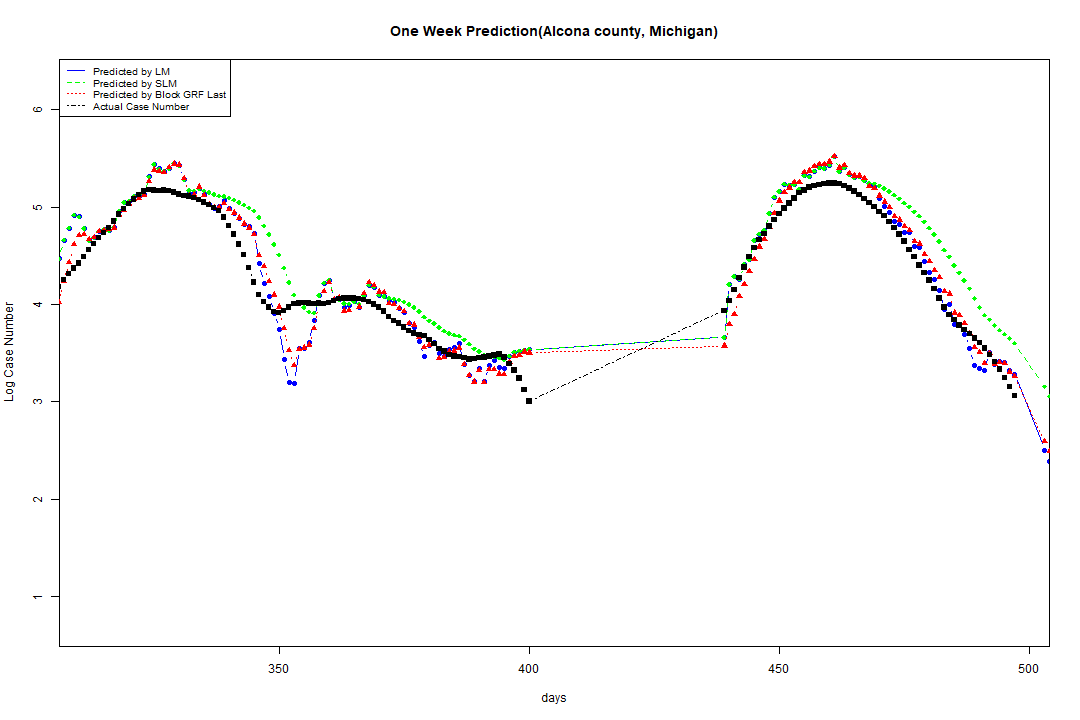 One Week Prediction(Alcona county, Michigan)
Predicted by LM
Predicted by SLM
Predicted by Block GRF Last
Actual Case Number
Log Case Number
6
5
4
3
2
1
350
400
450
500
days